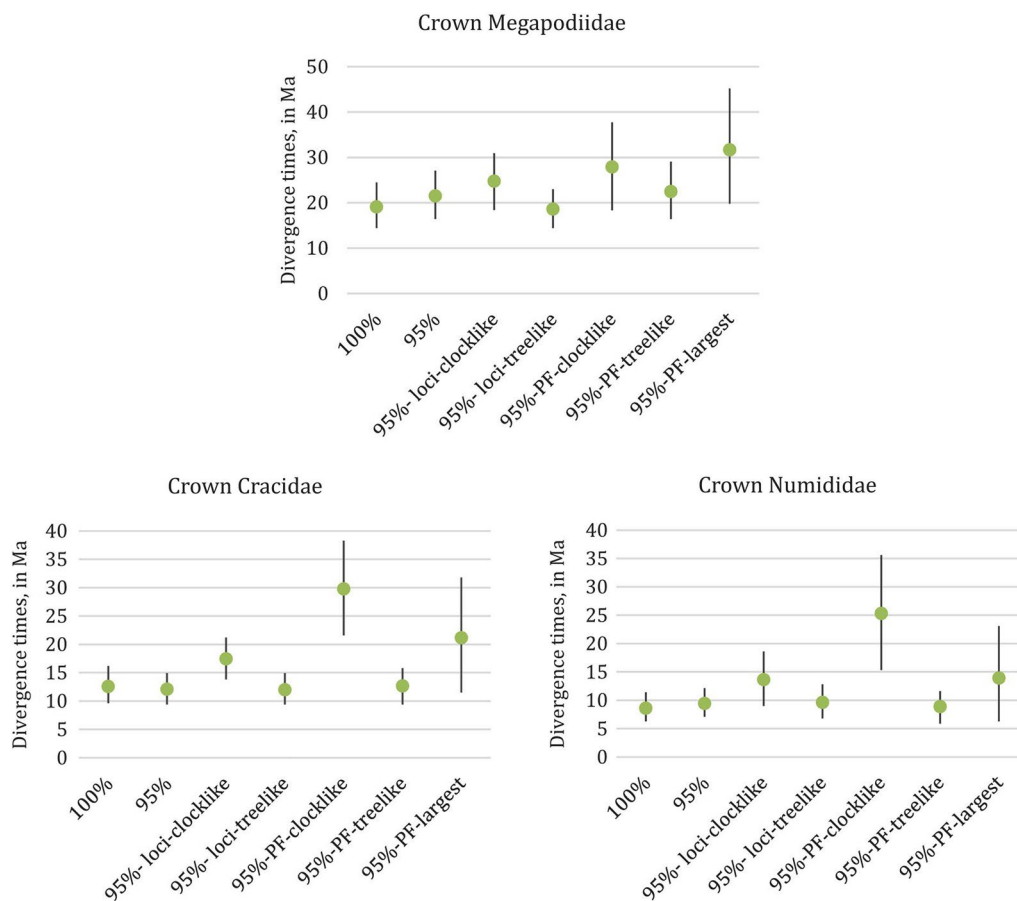 Crown Megapodiidae
Divergence times, in Ma
50
40
30
20
10
0
100%
95%
95%- loci-clocklike
95%- loci-treelike
95%-PF-clocklike
95%-PF-treelike
95%-PF-largest
Crown Cracidae
Divergence times, in Ma
40
35
30
25
20
15
10
5
0
100%
95%
95%- loci-clocklike
95%- loci-treelike
95%-PF-clocklike
95%-PF-treelike
95%-PF-largest
Crown Numididae
Divergence times, in Ma
40
35
30
25
20
15
10
5
0
100%
95%
95%- loci-clocklike
95%- loci-treelike
95%-PF-clocklike
95%-PF-treelike
95%-PF-largest